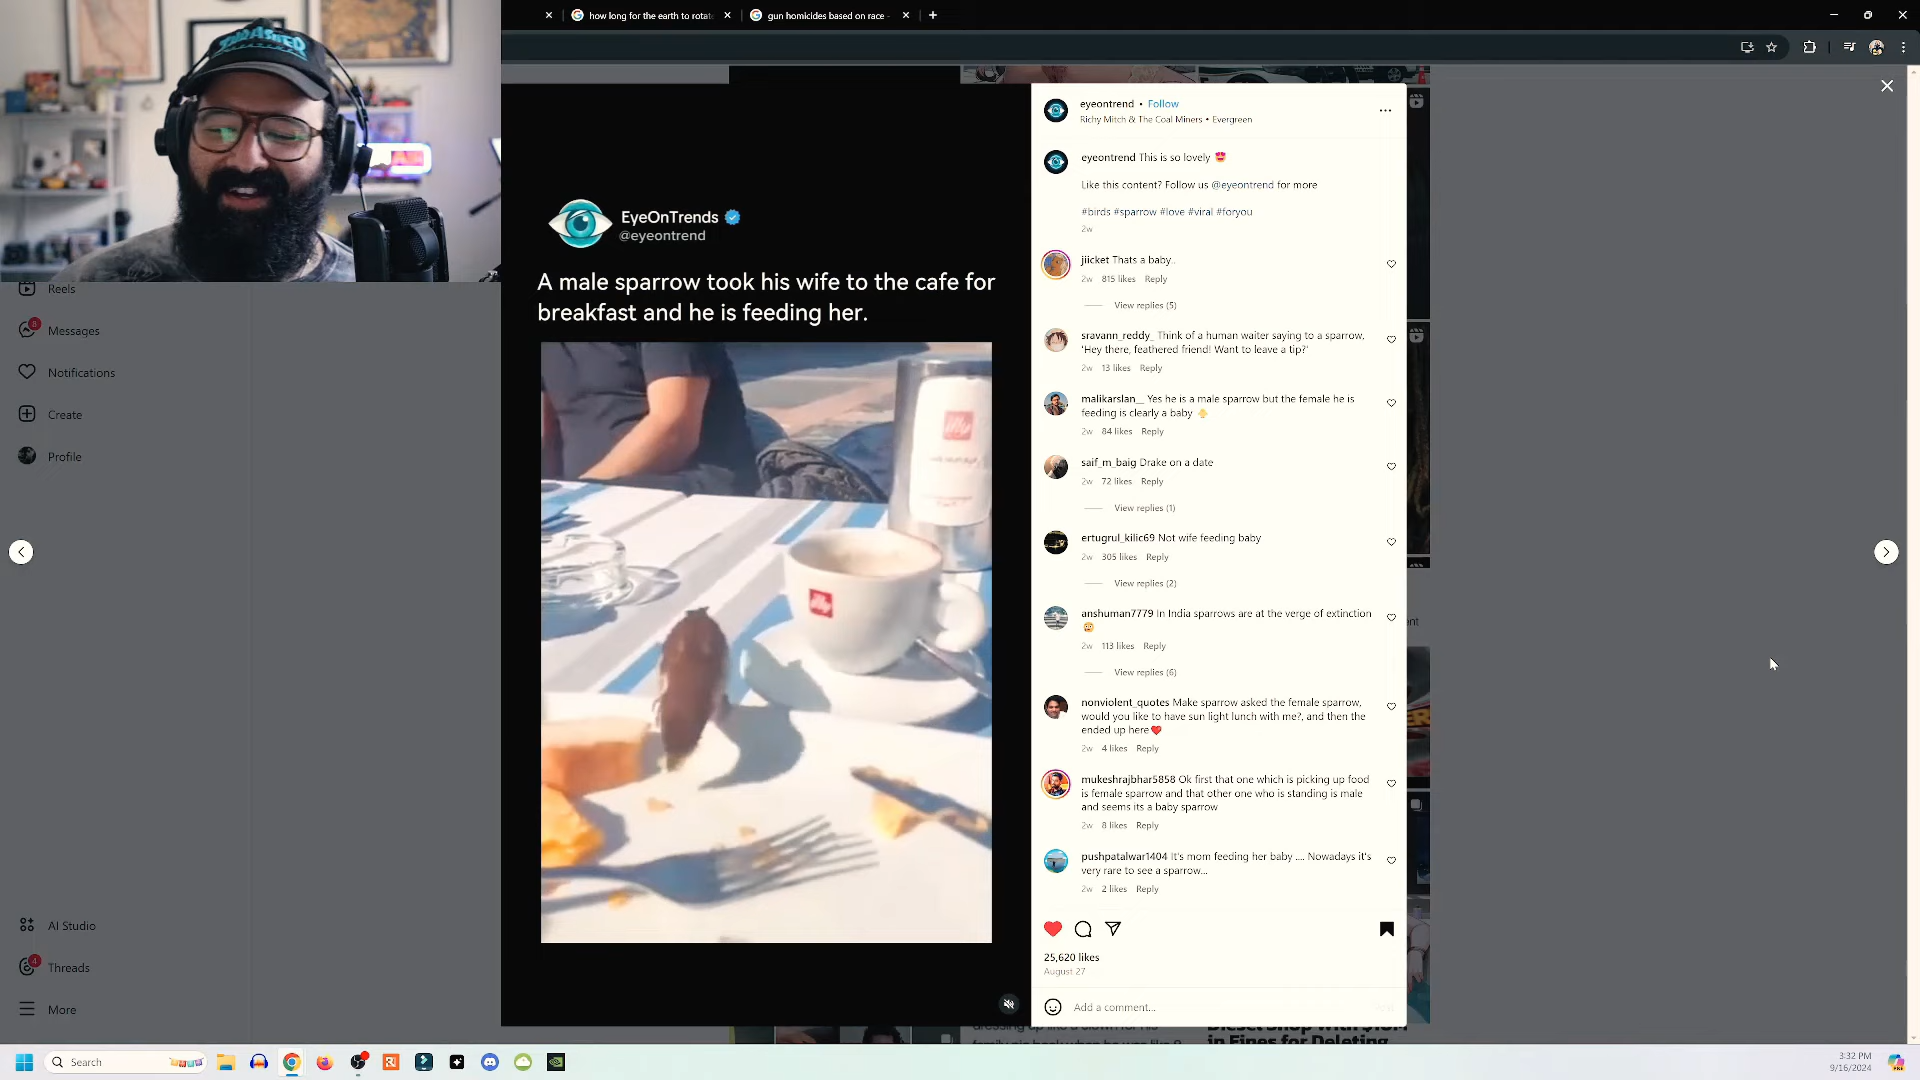 THRASHER
how long for the earth to rotat
gun homicides based on race -
Reels
8
Messages
Notifications
Create
Profile
AI Studio
4
Threads
More
EyeOnTrends
@eyeontrend
A male sparrow took his wife to the cafe for
breakfast and he is feeding her.
illy
illy
eyeontrend • Follow
Richy Mitch & The Coal Miners • Evergreen
eyeontrend This is so lovely 😍
Like this content? Follow us @eyeontrend for more
#birds #sparrow #love #viral #foyou
2w
jiicket Thats a baby..
2w 815 likes Reply
View replies (5)
sravann_reddy_ Think of a human waiter saying to a sparrow,
'Hey there, feathered friend! Want to leave a tip?'
2w 13 likes Reply
malikarslan__ Yes he is a male sparrow but the female he is
feeding is clearly a baby 🐥
2w 84 likes Reply
saif_m_baig Drake on a date
2w 72 likes Reply
View replies (1)
ertugrul_kilic69 Not wife feeding baby
2w 305 likes Reply
View replies (2)
anshuman7779 In India sparrows are at the verge of extinction
😳
2w 113 likes Reply
View replies (6)
nonviolent_quotes Make sparrow asked the female sparrow,
would you like to have sun light lunch with me?, and then the
ended up here❤️
2w 4 likes Reply
mukeshrajbhar5858 Ok first that one which is picking up food
is female sparrow and that other one who is standing is male
and seems its a baby sparrow
2w 8 likes Reply
pushpatalwar1404 It's mom feeding her baby .... Nowadays it's
very rare to see a sparrow...
2w 2 likes Reply
25,620 likes
August 27
Add a comment...
Search
3:32 PM
9/16/2024